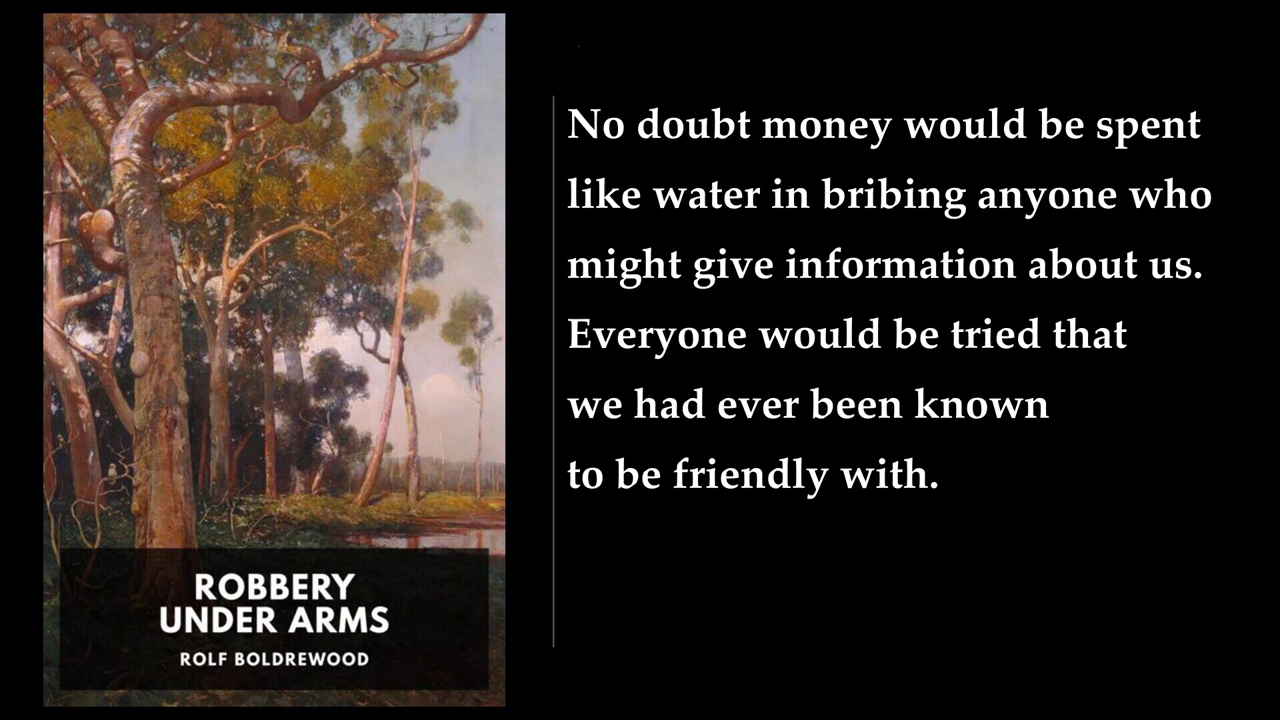 ROBBERY
UNDER ARMS
ROLF BOLDREWOOD
No doubt money would be spent
like water in bribing anyone who
might give information about us.
Everyone would be tried that
we had ever been known
to be friendly with.